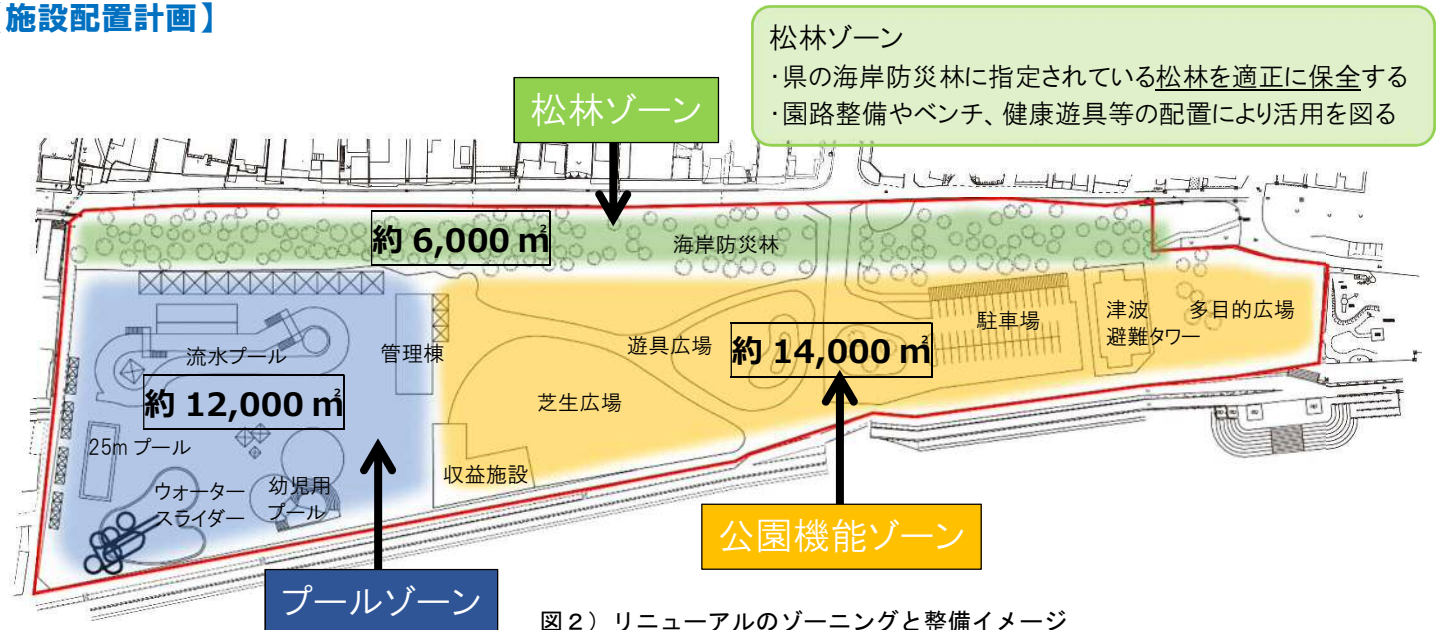 施設配置計画】
松林ゾーン
・県の海岸防災林に指定されている松林を適正に保全する
・園路整備やベンチ、健康遊具等の配置により活用を図る
松林ゾーン
約 6,000 ㎡
海岸防災林
流水プール
管理棟
遊具広場
約 14,000 ㎡
駐車場
津波
避難タワー
多目的広場
約 12,000 ㎡
芝生広場
25m プール
収益施設
ウォーター
スライダー
幼児用
プール
公園機能ゾーン
プールゾーン
図2）リニューアルのゾーニングと整備イメージ